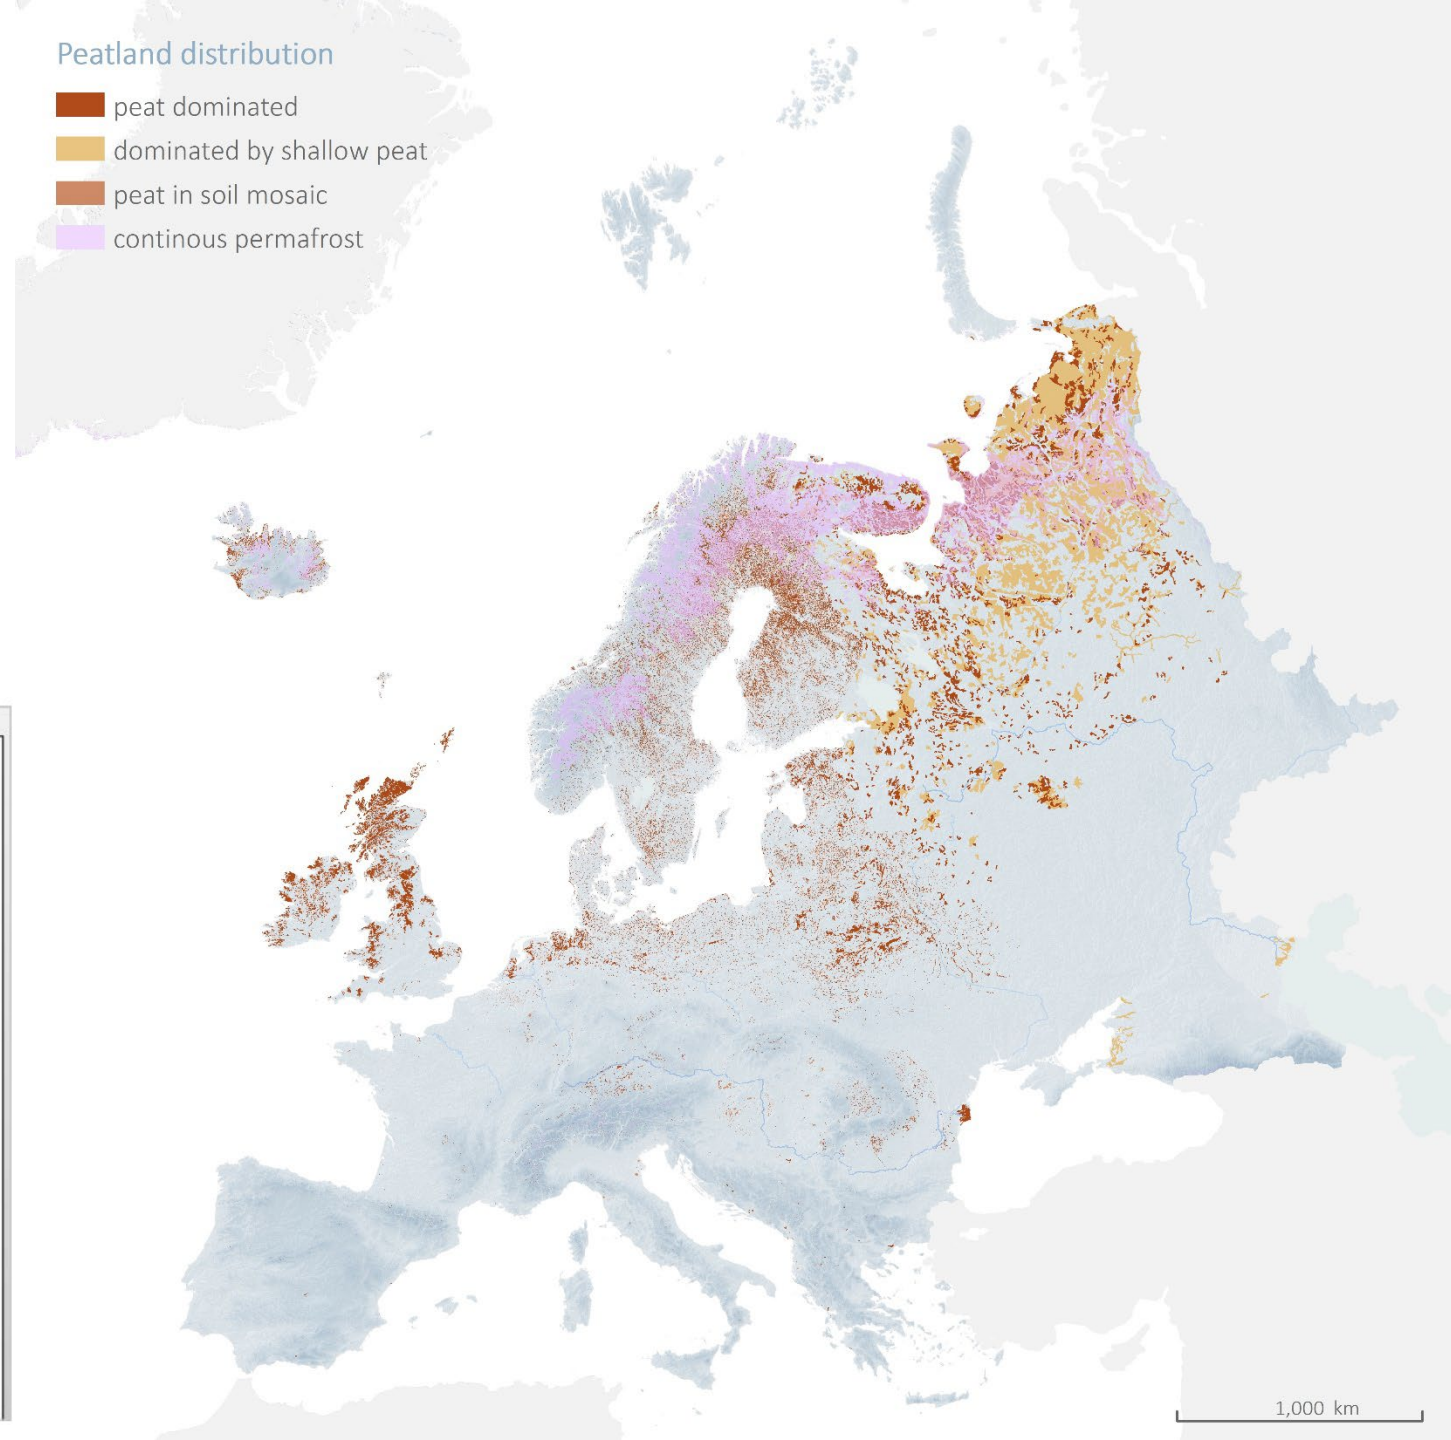 Peatland distribution
peat dominated
dominated by shallow peat
peat in soil mosaic
continous permafrost
1,000 km